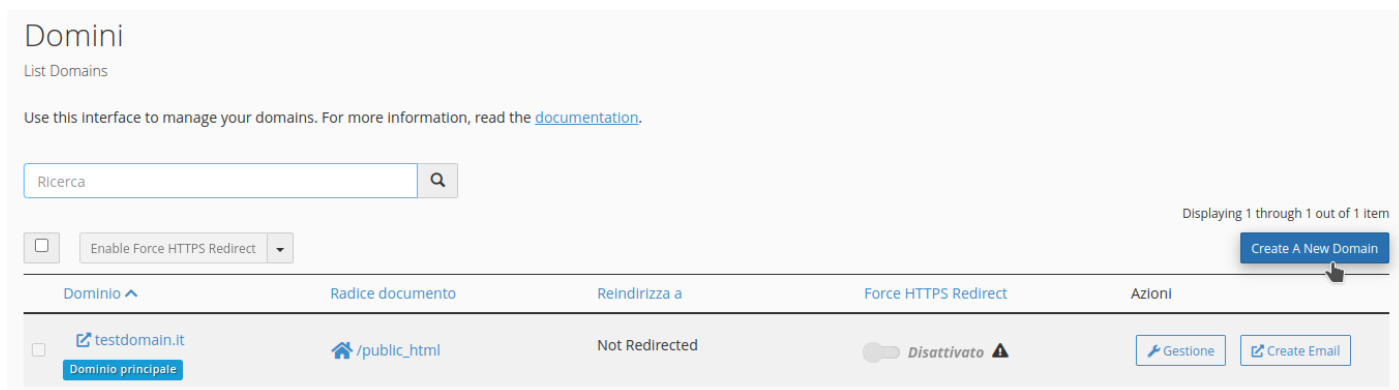 Domini
List Domains
Use this interface to manage your domains. For more information, read the documentation.
Ricerca
Displaying 1 through 1 out of 1 item
Enable Force HTTPS Redirect
Create A New Domain
Dominio Radice documento Reindirizza a Force HTTPS Redirect Azioni
testdomain.it /public_html Not Redirected Disattivato Gestione Create Email
Dominio principale